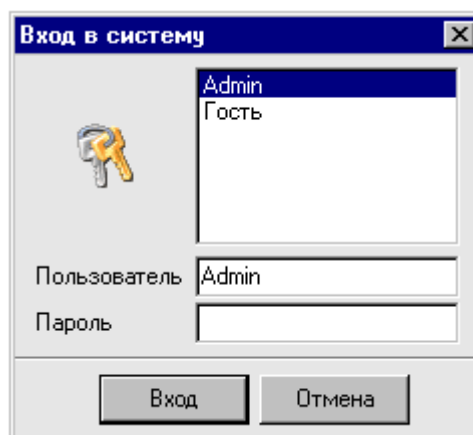 Вход в систему
Admin
Гость
Пользователь Admin
Пароль
Вход Отмена